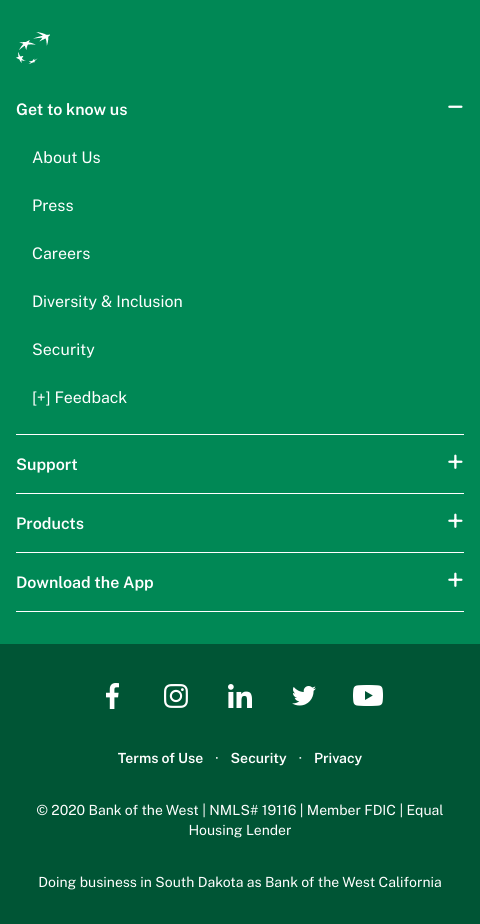 Get to know us
About Us
Press
Careers
Diversity & Inclusion
Security
[+] Feedback
Support
Products
Download the App
Terms of Use · Security · Privacy
© 2020 Bank of the West | NMLS# 19116 | Member FDIC | Equal
Housing Lender
Doing business in South Dakota as Bank of the West California